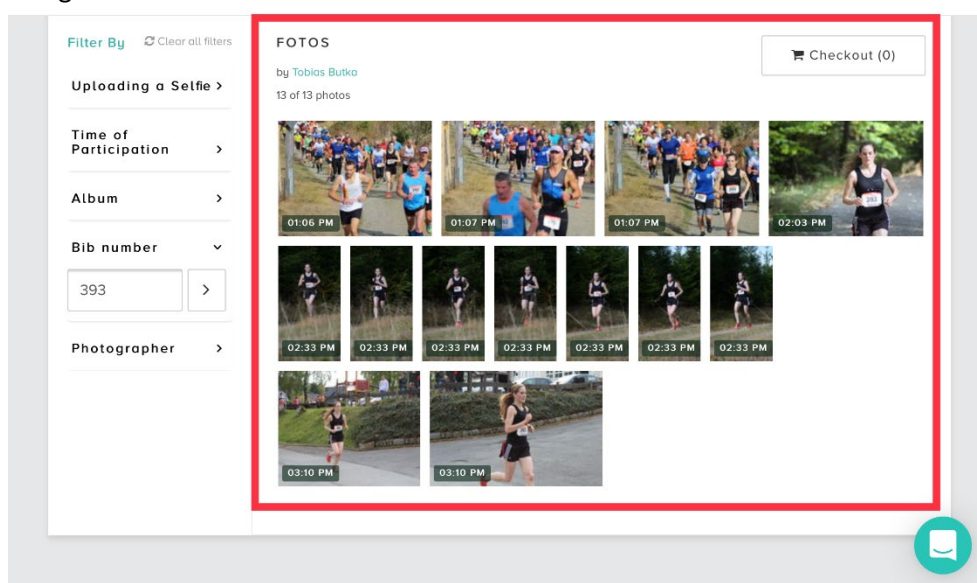 Filter By Clear all filters
Uploading a Selfie
Time of
Participation
Album
Bib number
393
Photographer
FOTOS
Checkout (0)
by Tobias Butko
13 of 13 photos
01:06 PM
01:07 PM
01:07 PM
02:03 PM
02:33 PM
02:33 PM
02:33 PM
02:33 PM
02:33 PM
02:33 PM
02:33 PM
03:10 PM
03:10 PM